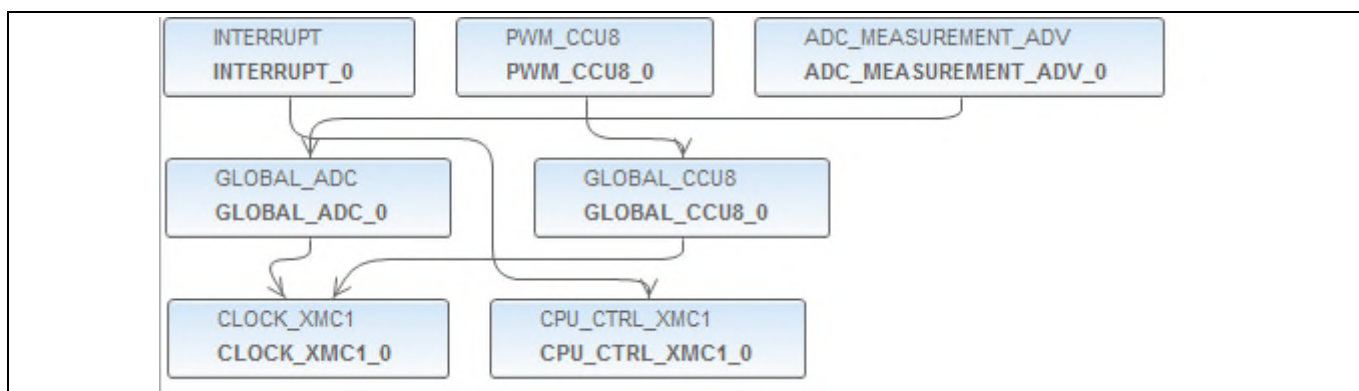 INTERRUPT
INTERRUPT_0
PWM_CCU8
PWM_CCU8_0
ADC_MEASUREMENT_ADV
ADC_MEASUREMENT_ADV_0
GLOBAL_ADC
GLOBAL_ADC_0
GLOBAL_CCU8
GLOBAL_CCU8_0
CLOCK_XMC1
CLOCK_XMC1_0
CPU_CTRL_XMC1
CPU_CTRL_XMC1_0